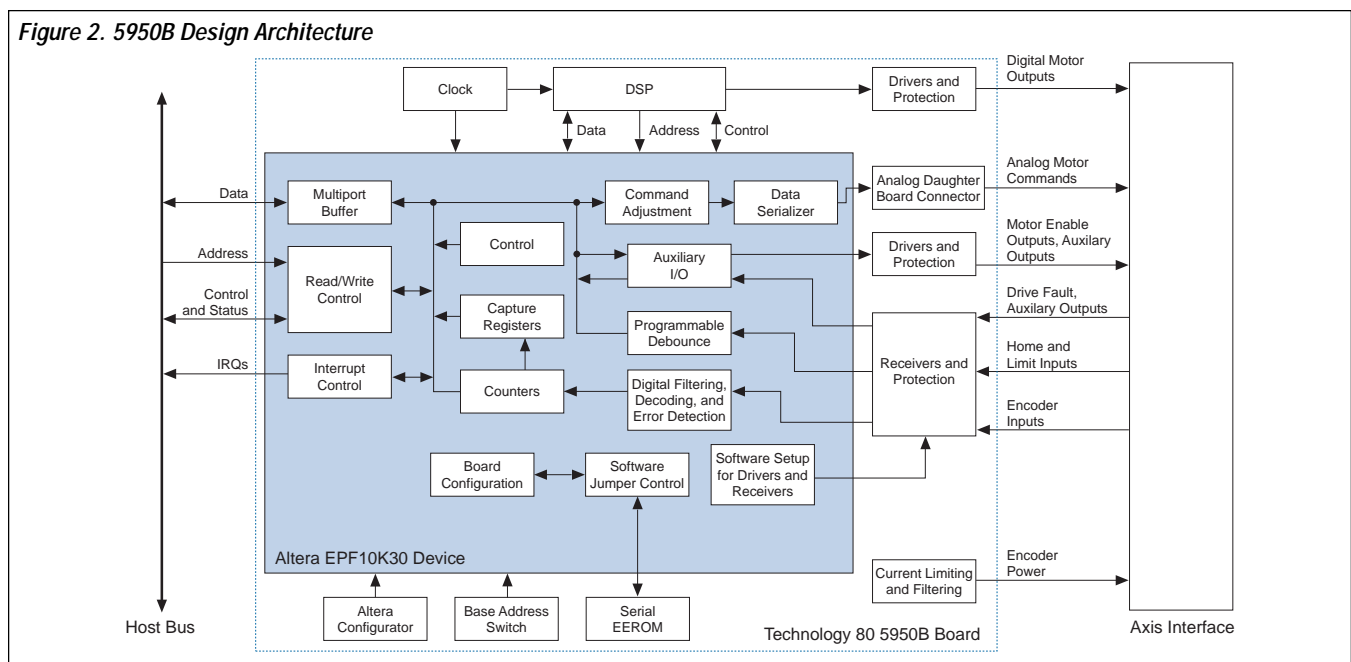 Figure 2. 5950B Design Architecture
Clock
DSP
Drivers and
Protection
Digital Motor
Outputs
Data
Address
Control
Data
Multiport
Buffer
Command
Adjustment
Data
Serializer
Analog Daughter
Board Connector
Analog Motor
Commands
Address
Control
and Status
Read/Write
Control
Control
Auxiliary
I/O
Drivers and
Protection
Motor Enable
Outputs, Auxilary
Outputs
Capture
Registers
Programmable
Debounce
Receivers and
Protection
Drive Fault,
Auxilary Outputs
Home and
Limit Inputs
Encoder
Inputs
IRQs
Interrupt
Control
Counters
Digital Filtering,
Decoding, and
Error Detection
Board
Configuration
Software
Jumper Control
Software Setup
for Drivers and
Receivers
Altera EPF10K30 Device
Current Limiting
and Filtering
Encoder
Power
Altera
Configurator
Base Address
Switch
Serial
EEROM
Technology 80 5950B Board
Host Bus
Axis Interface